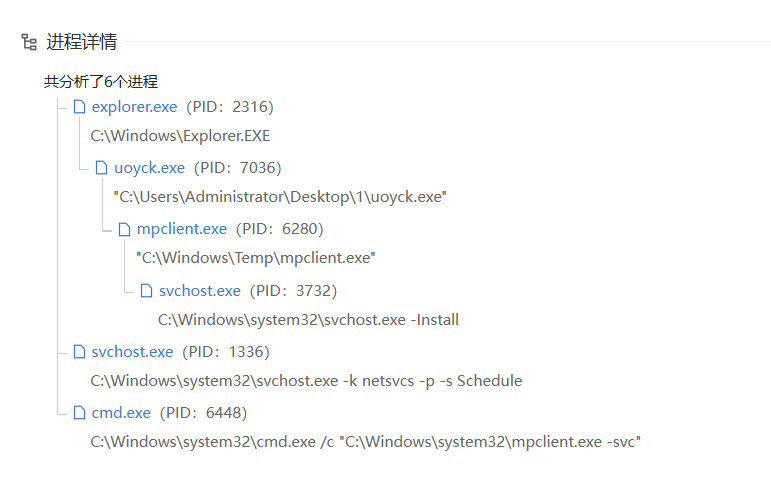 进程详情
共分析了6个进程
explorer.exe (PID：2316)
C:\Windows\Explorer.EXE
uoyck.exe (PID：7036)
"C:\Users\Administrator\Desktop\1\uoyck.exe"
mpclient.exe (PID：6280)
"C:\Windows\Temp\mpclient.exe"
svchost.exe (PID：3732)
C:\Windows\system32\svchost.exe -Install
svchost.exe (PID：1336)
C:\Windows\system32\svchost.exe -k netsvcs -p -s Schedule
cmd.exe (PID：6448)
C:\Windows\system32\cmd.exe /c "C:\Windows\system32\mpclient.exe -svc"